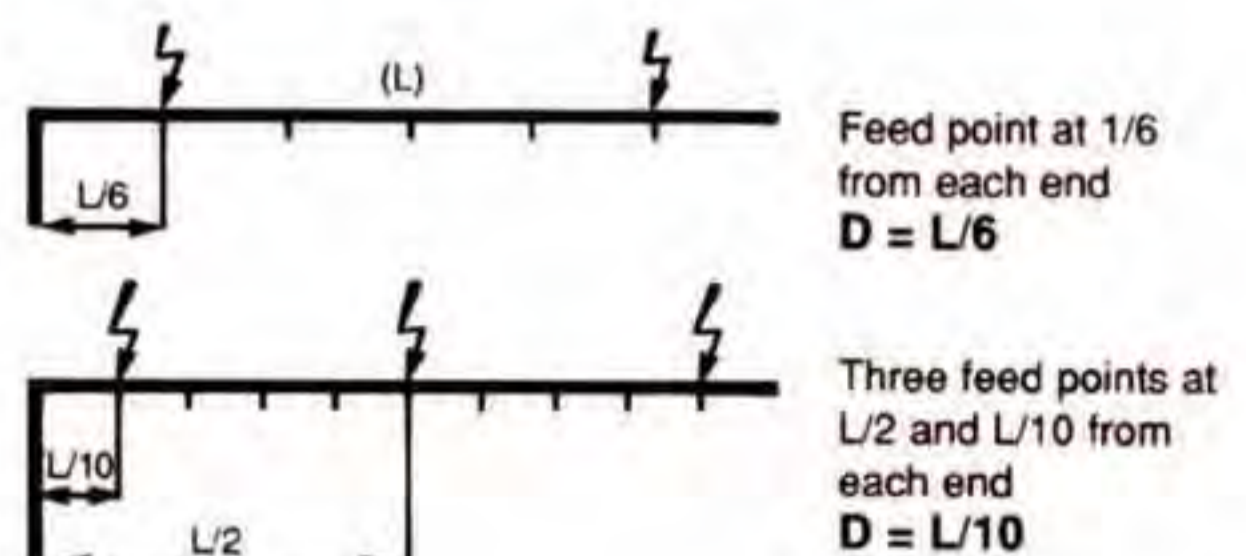 (L)
L/6
Feed point at 1/6
from each end
D = L/6
L/10
L/2
Three feed points at
L/2 and L/10 from
each end
D = L/10